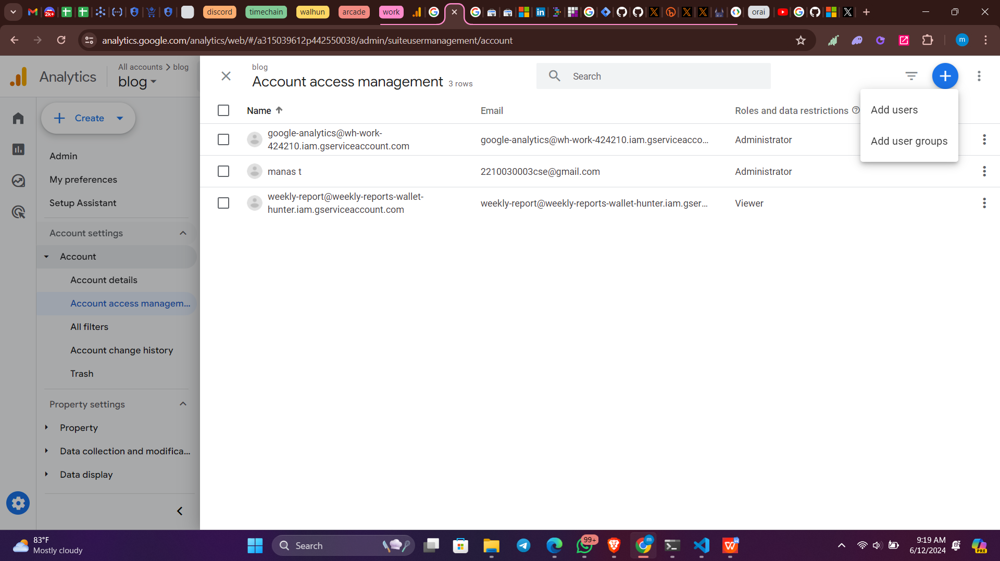 2K+
discord
timechain
walhun
arcade
work
orai
analytics.google.com/analytics/web/#/a315039612p442550038/admin/suiteusermanagement/account
m
Analytics
All accounts > blog
blog
blog
Account access management 3 rows
Search
Create
Admin
My preferences
Setup Assistant
Account settings
Account
Account details
Account access managem...
All filters
Account change history
Trash
Property settings
Property
Data collection and modifica...
Data display
Name
Email
Roles and data restrictions
Add users
Add user groups
google-analytics@wh-work-
424210.iam.gserviceaccount.com
google-analytics@wh-work-424210.iam.gserviceacco...
Administrator
manas t
2210030003cse@gmail.com
Administrator
weekly-report@weekly-reports-wallet-
hunter.iam.gserviceaccount.com
weekly-report@weekly-reports-wallet-hunter.iam.gser...
Viewer
83°F
Mostly cloudy
Search
99+
m
9:19 AM
6/12/2024
PRE